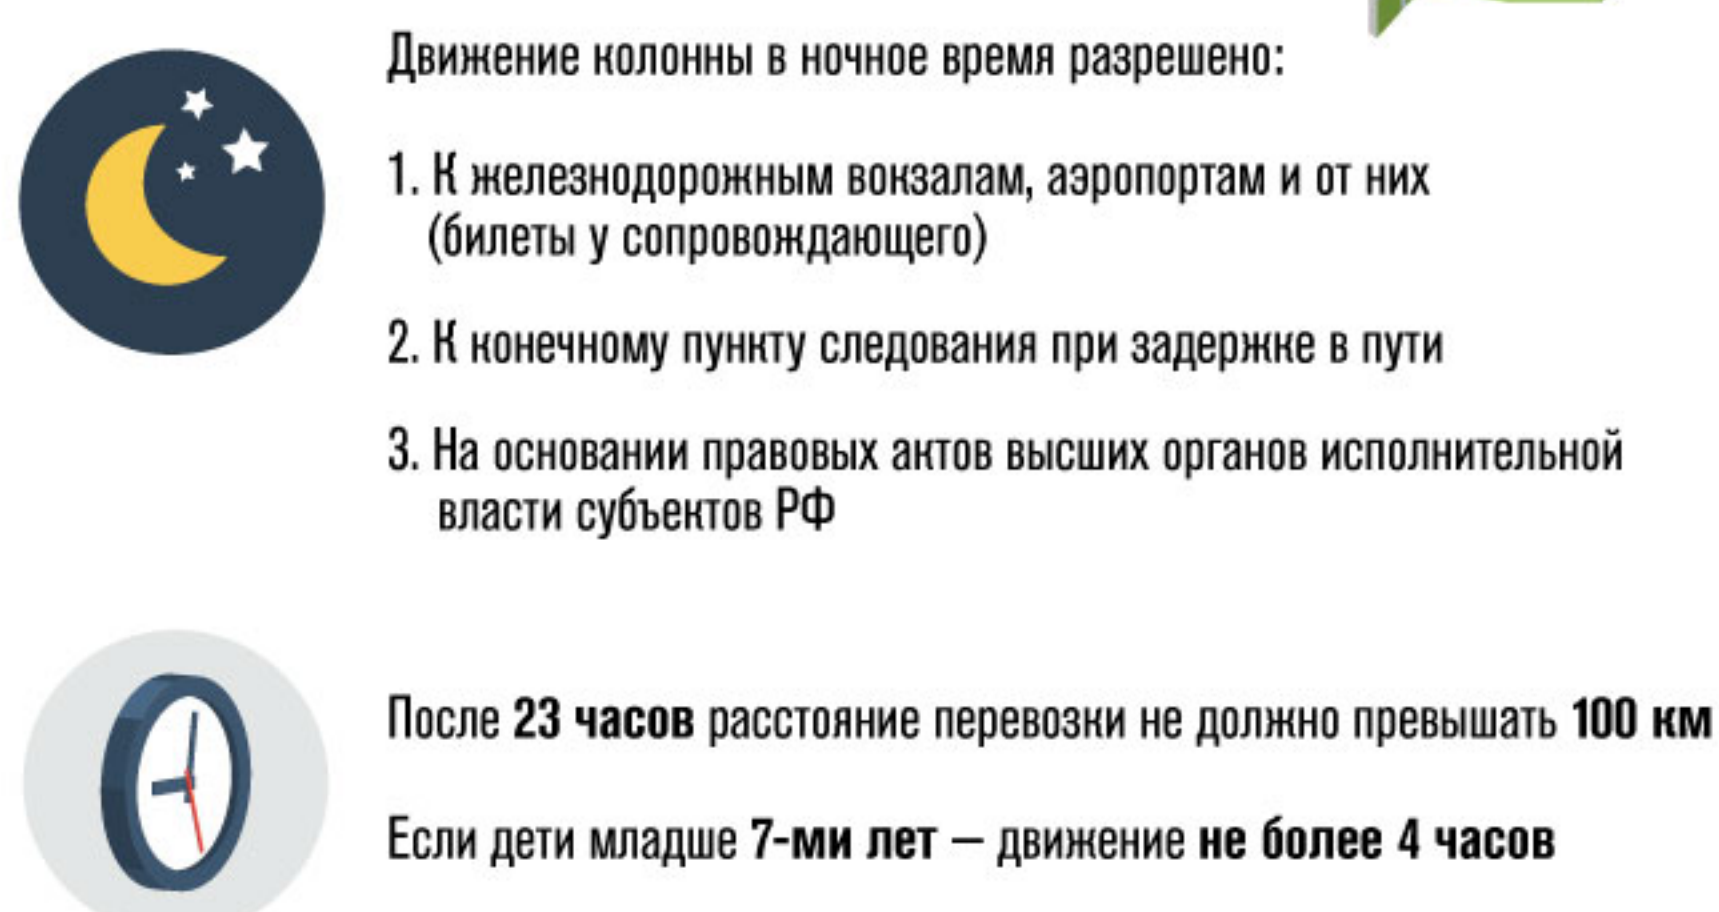 Движение колонны в ночное время разрешено:
1. К железнодорожным вокзалам, аэропортам и от них
(билеты у сопровождающего)
2. К конечному пункту следования при задержке в пути
3. На основании правовых актов высших органов исполнительной
власти субъектов РФ
После 23 часов расстояние перевозки не должно превышать 100 км
Если дети младше 7-ми лет — движение не более 4 часов